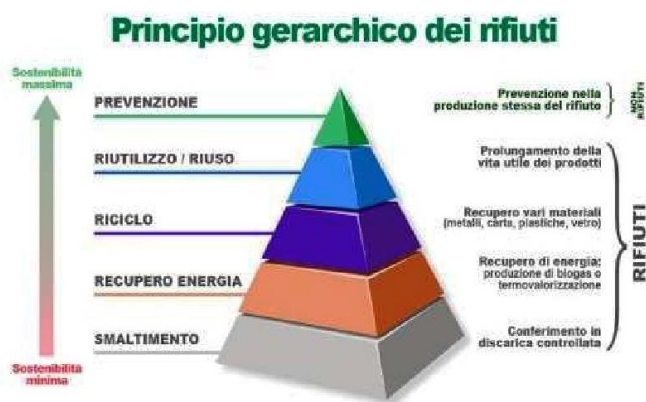 Principio gerarchico dei rifiuti
Sostenibilità
massima
PREVENZIONE
Prevenzione nella
produzione stessa del rifiuto
NON
RIFIUTI
RIUTILIZZO / RIUSO
Prolungamento della
vita utile dei prodotti
RICICLO
Recupero vari materiali
(metalli, carta, plastiche, vetro)
RECUPERO ENERGIA
Recupero di energia:
produzione di biogas o
termovalorizzazione
SMALTIMENTO
Conferimento in
discarica controllata
RIFIUTI
Sostenibilità
minima